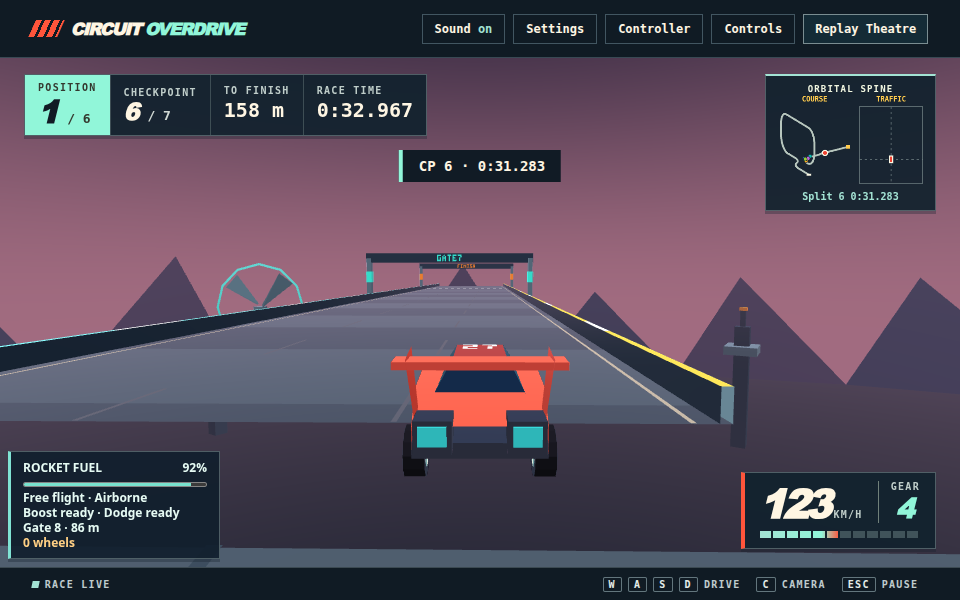 CIRCUIT OVERDRIVE
Sound on
Settings
Controller
Controls
Replay Theatre
POSITION
1 / 6
CHECKPOINT
6 / 7
TO FINISH
158 m
RACE TIME
0:32.967
CP 6 · 0:31.283
ORBITAL SPINE
COURSE
TRAFFIC
Split 6 0:31.283
GATE7
FINISH
27
ROCKET FUEL 92%
Free flight · Airborne
Boost ready · Dodge ready
Gate 8 · 86 m
0 wheels
123 KM/H
GEAR
4
RACE LIVE
W A S D DRIVE C CAMERA ESC PAUSE